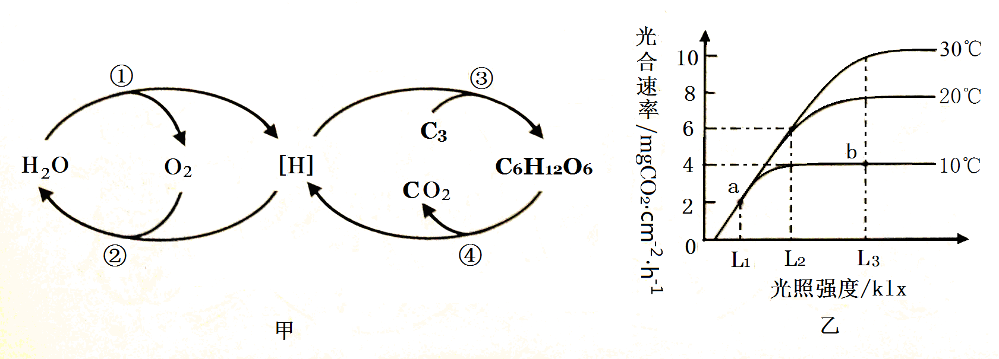 ①
③
C₃
H₂O
O₂
[H]
C₆H₁₂O₆
CO₂
②
④
甲
光合速率/mgCO₂·cm⁻²·h⁻¹
10
8
6
4
2
0
30℃
20℃
10℃
a
b
L₁
L₂
L₃
光照强度/klx
乙